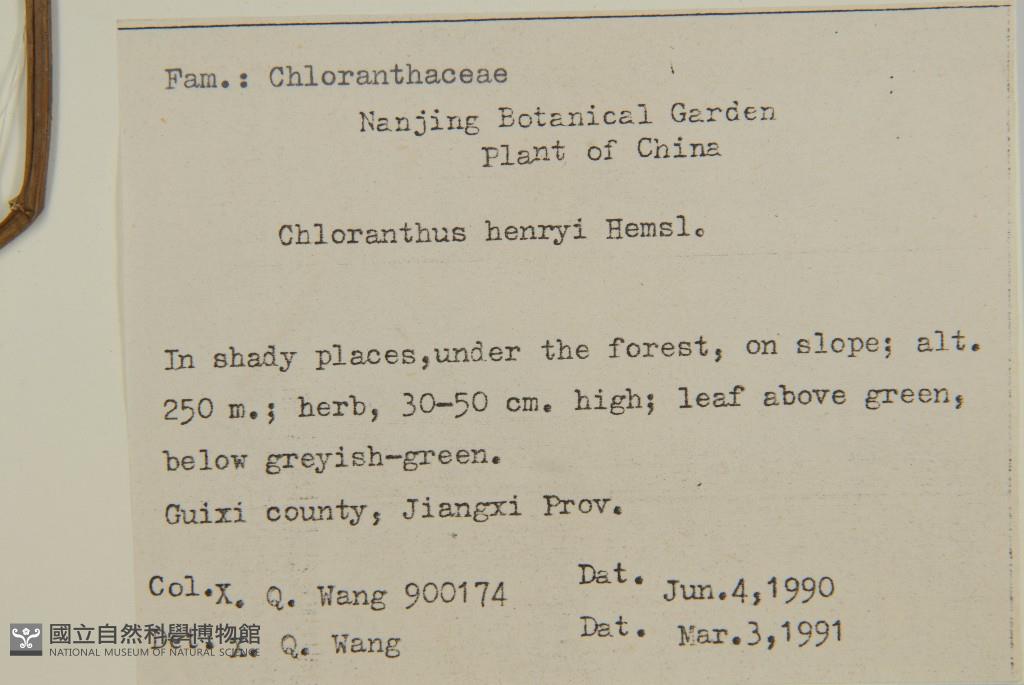 Fam.: Chloranthaceae
Nanjing Botanical Garden
Plant of China
Chloranthus henryi Hemsl.
In shady places,under the forest, on slope; alt.
250 m.; herb, 30-50 cm. high; leaf above green,
below greyish-green.
Guixi county, Jiangxi Prov.
Col.X. Q. Wang 900174 Dat. Jun.4,1990
Det. X. Q. Wang Dat. Mar.3,1991
國立自然科學博物館
NATIONAL MUSEUM OF NATURAL SCIENCE